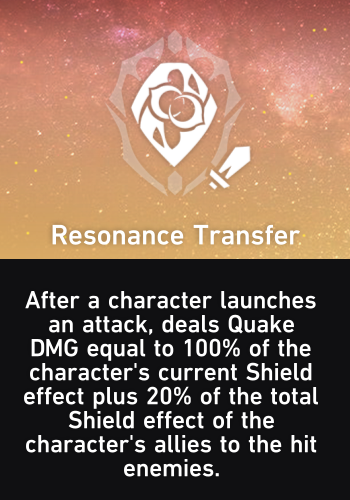 Resonance Transfer
After a character launches
an attack, deals Quake
DMG equal to 100% of the
character's current Shield
effect plus 20% of the total
Shield effect of the
character's allies to the hit
enemies.